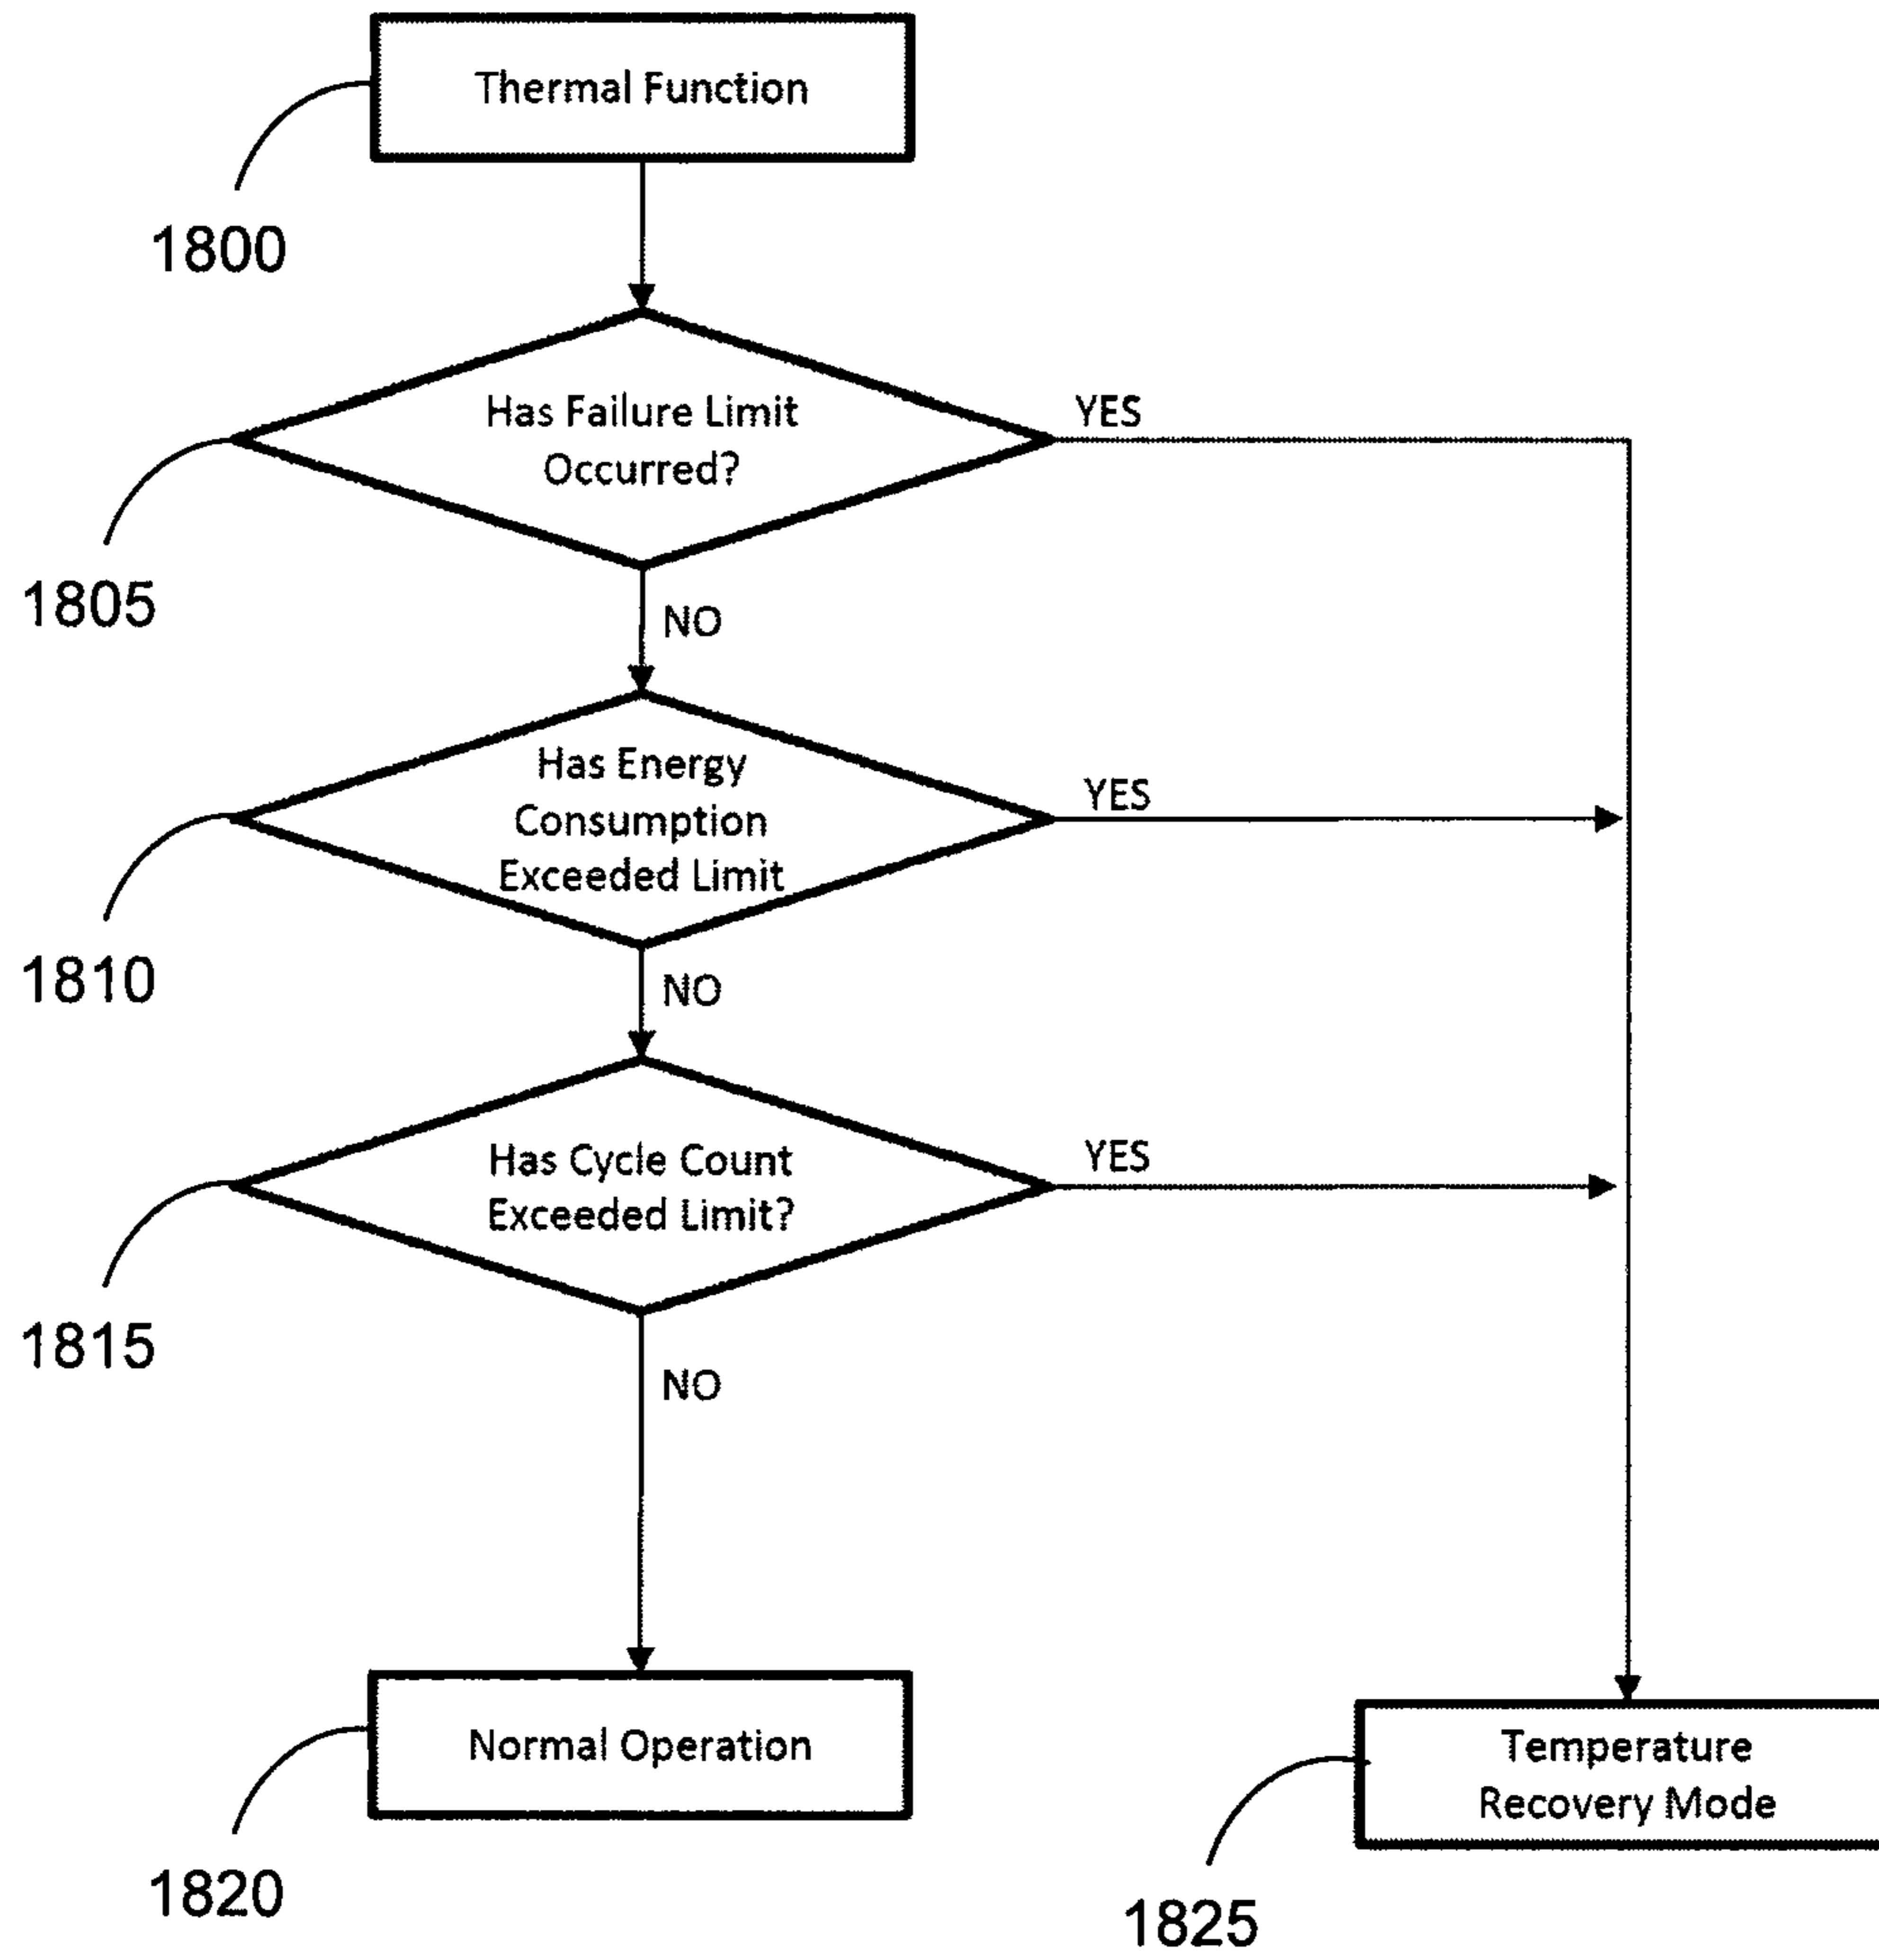 Thermal Function
1800
Has Failure Limit
Occurred?
YES
1805
NO
Has Energy
Consumption
Exceeded Limit
YES
1810
NO
Has Cycle Count
Exceeded Limit?
YES
1815
NO
Normal Operation
1820
Temperature
Recovery Mode
1825